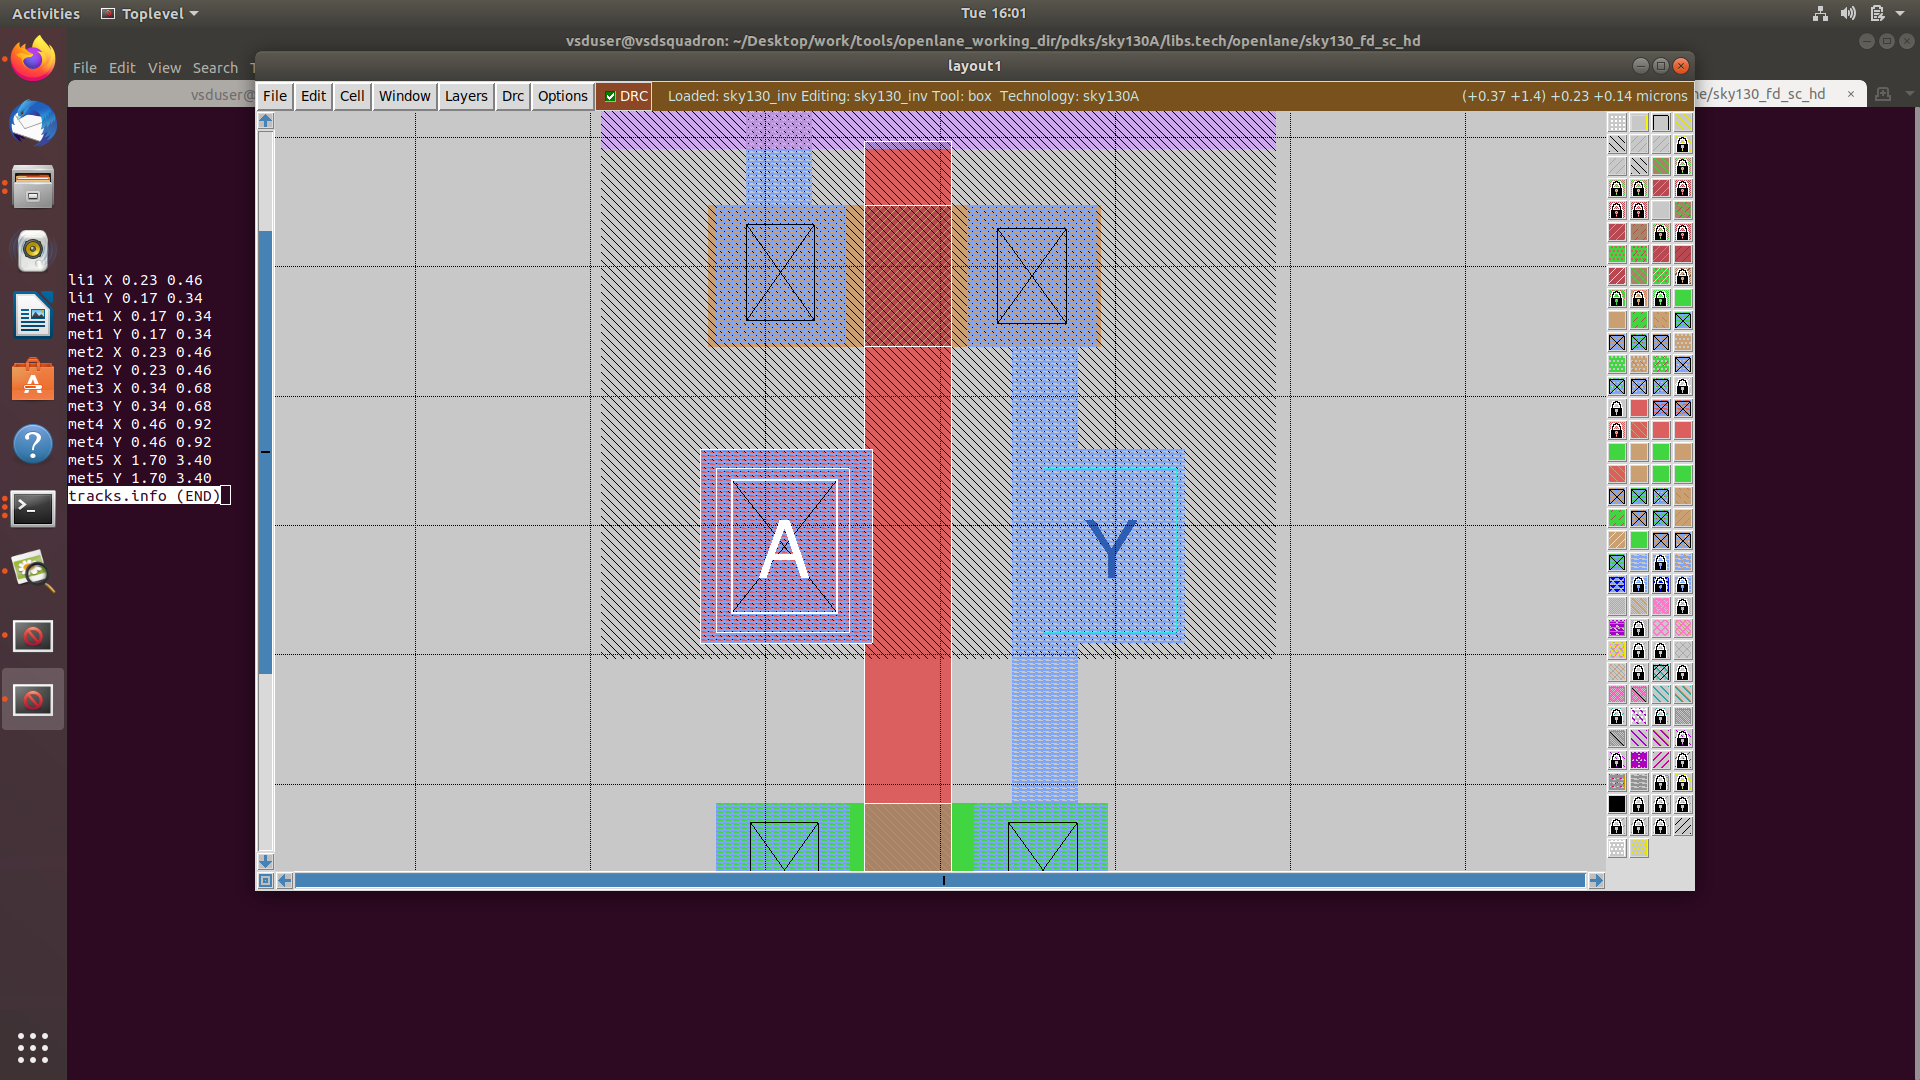 Activities
Toplevel
Tue 16:01
vsduser@vsdsquadron: ~/Desktop/work/tools/openlane_working_dir/pdks/sky130A/libs.tech/openlane/sky130_fd_sc_hd
layout1
File Edit View Search
vsduser@
File Edit Cell Window Layers Drc Options DRC Loaded: sky130_inv Editing: sky130_inv Tool: box Technology: sky130A (+0.37 +1.4) +0.23 +0.14 microns
/sky130_fd_sc_hd
li1 X 0.23 0.46
li1 Y 0.17 0.34
met1 X 0.17 0.34
met1 Y 0.17 0.34
met2 X 0.23 0.46
met2 Y 0.23 0.46
met3 X 0.34 0.68
met3 Y 0.34 0.68
met4 X 0.46 0.92
met4 Y 0.46 0.92
met5 X 1.70 3.40
met5 Y 1.70 3.40
tracks.info (END)
A
Y